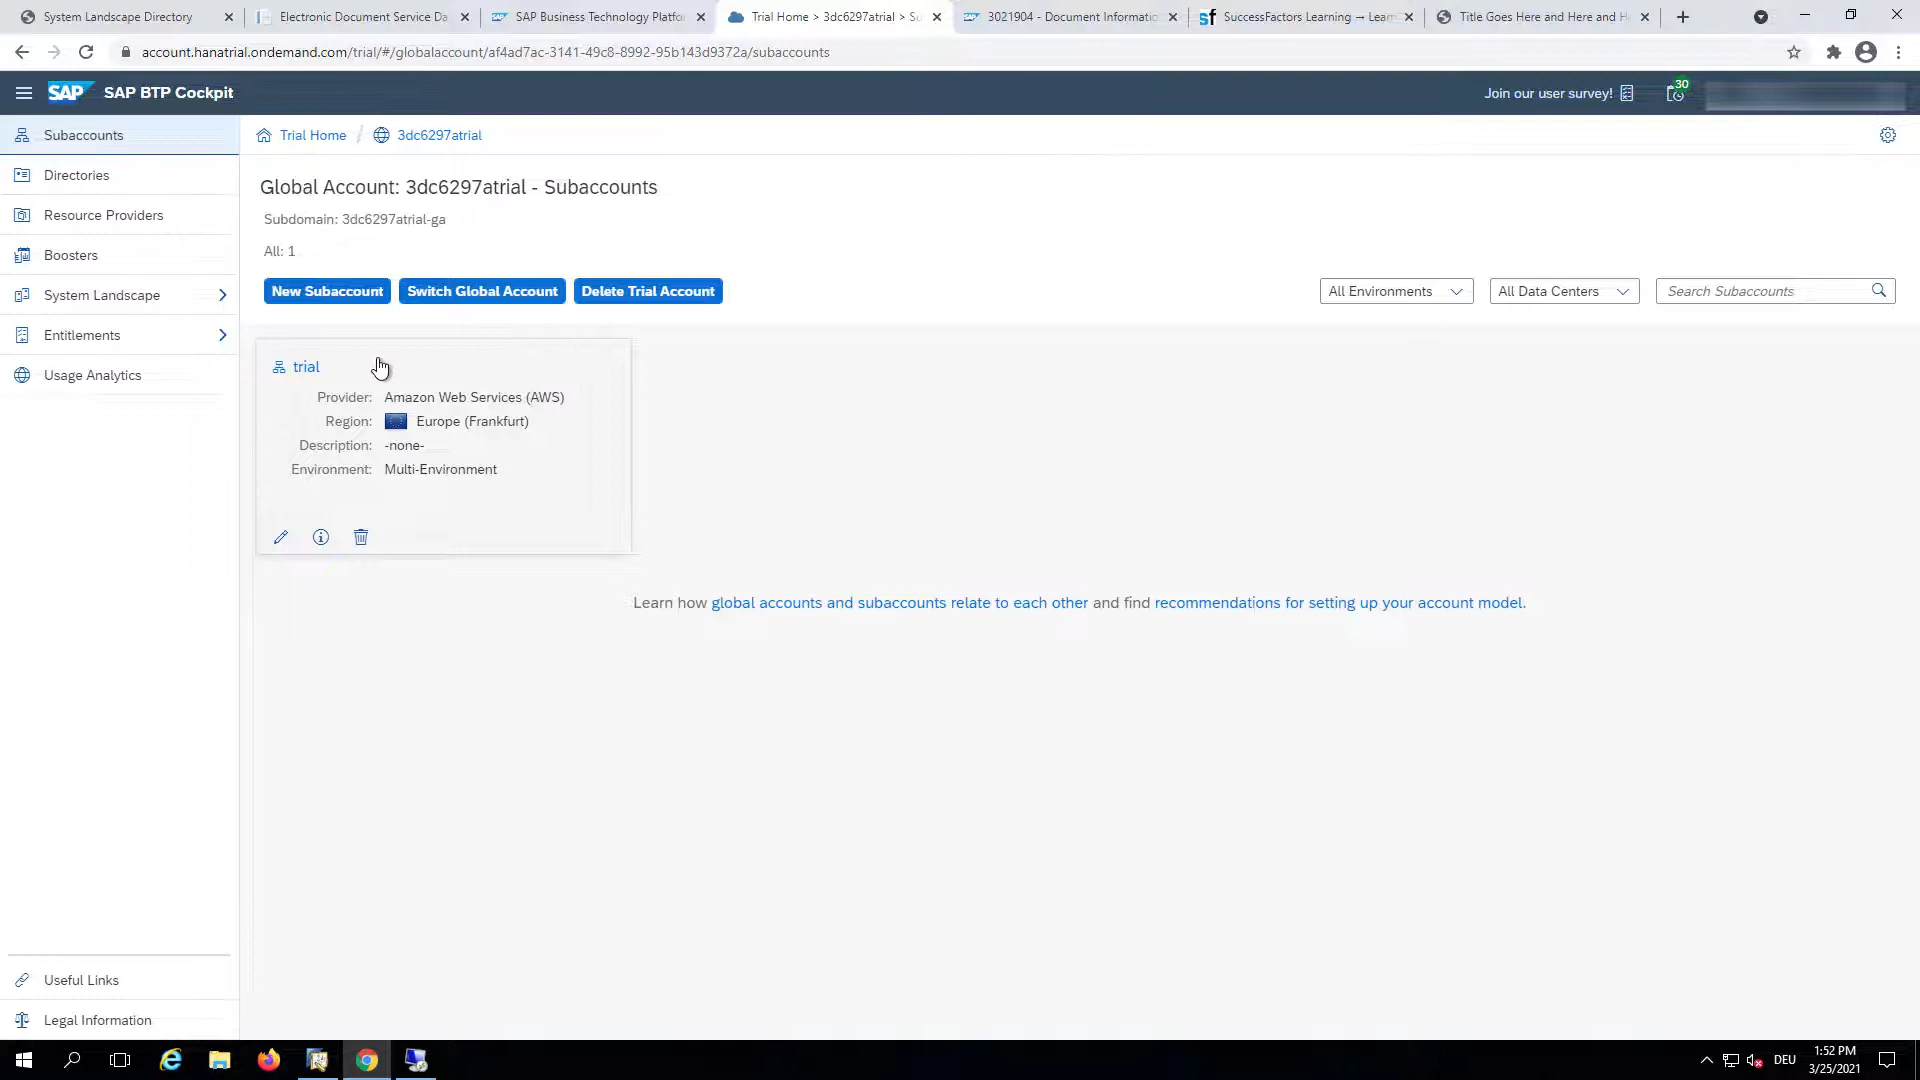 System Landscape Directory
Electronic Document Service Da
SAP Business Technology Platfo
Trial Home > 3dc6297atrial > Su
3021904 - Document Informatio
SuccessFactors Learning → Lear
Title Goes Here and Here and H
account.hanatrial.ondemand.com/trial/#/globalaccount/af4ad7ac-3141-49c8-8992-95b143d9372a/subaccounts
SAP SAP BTP Cockpit
Join our user survey!
30
Subaccounts
Directories
Resource Providers
Boosters
System Landscape
Entitlements
Usage Analytics
Useful Links
Legal Information
Trial Home / 3dc6297atrial
Global Account: 3dc6297atrial - Subaccounts
Subdomain: 3dc6297atrial-ga
All: 1
New Subaccount Switch Global Account Delete Trial Account
All Environments All Data Centers Search Subaccounts
trial
Provider: Amazon Web Services (AWS)
Region: Europe (Frankfurt)
Description: -none-
Environment: Multi-Environment
Learn how global accounts and subaccounts relate to each other and find recommendations for setting up your account model.
DEU
1:52 PM
3/25/2021